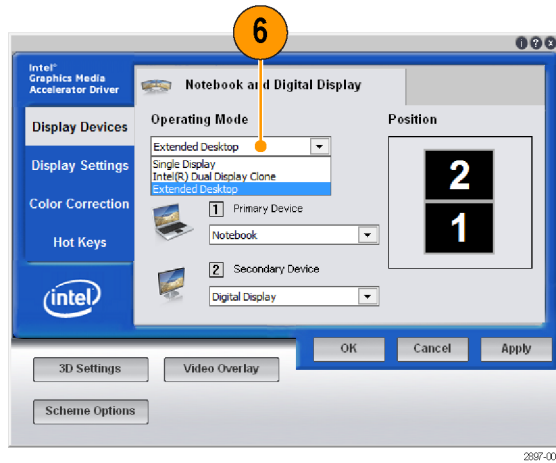 6
Intel®
Graphics Media
Accelerator Driver
Notebook and Digital Display
Display Devices
Display Settings
Color Correction
Hot Keys
intel
Operating Mode
Position
Extended Desktop
Single Display
Intel(R) Dual Display Clone
Extended Desktop
1 Primary Device
Notebook
2 Secondary Device
Digital Display
2
1
OK Cancel Apply
3D Settings Video Overlay
Scheme Options
2897-00